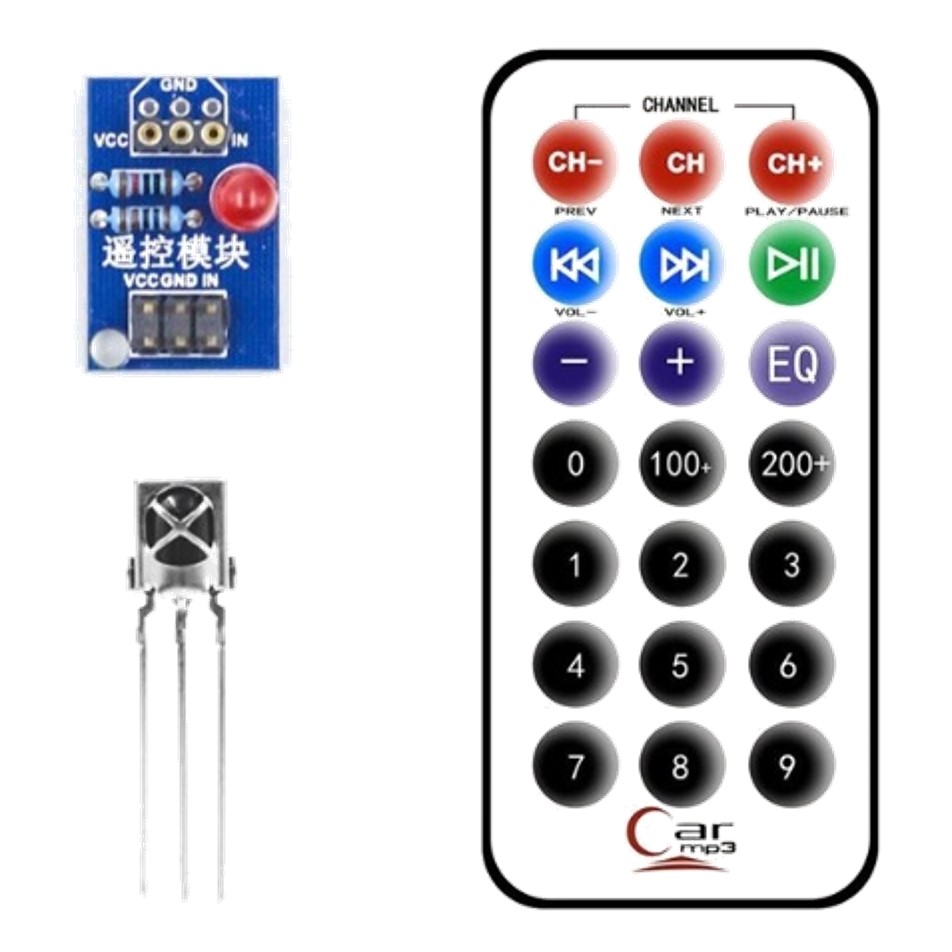 GND
VCC IN
遥控模块
VCC GND IN
CHANNEL
CH- CH CH+
PREV NEXT PLAY/PAUSE
VOL- VOL+
− + EQ
0 100+ 200+
1 2 3
4 5 6
7 8 9
Car
mp3